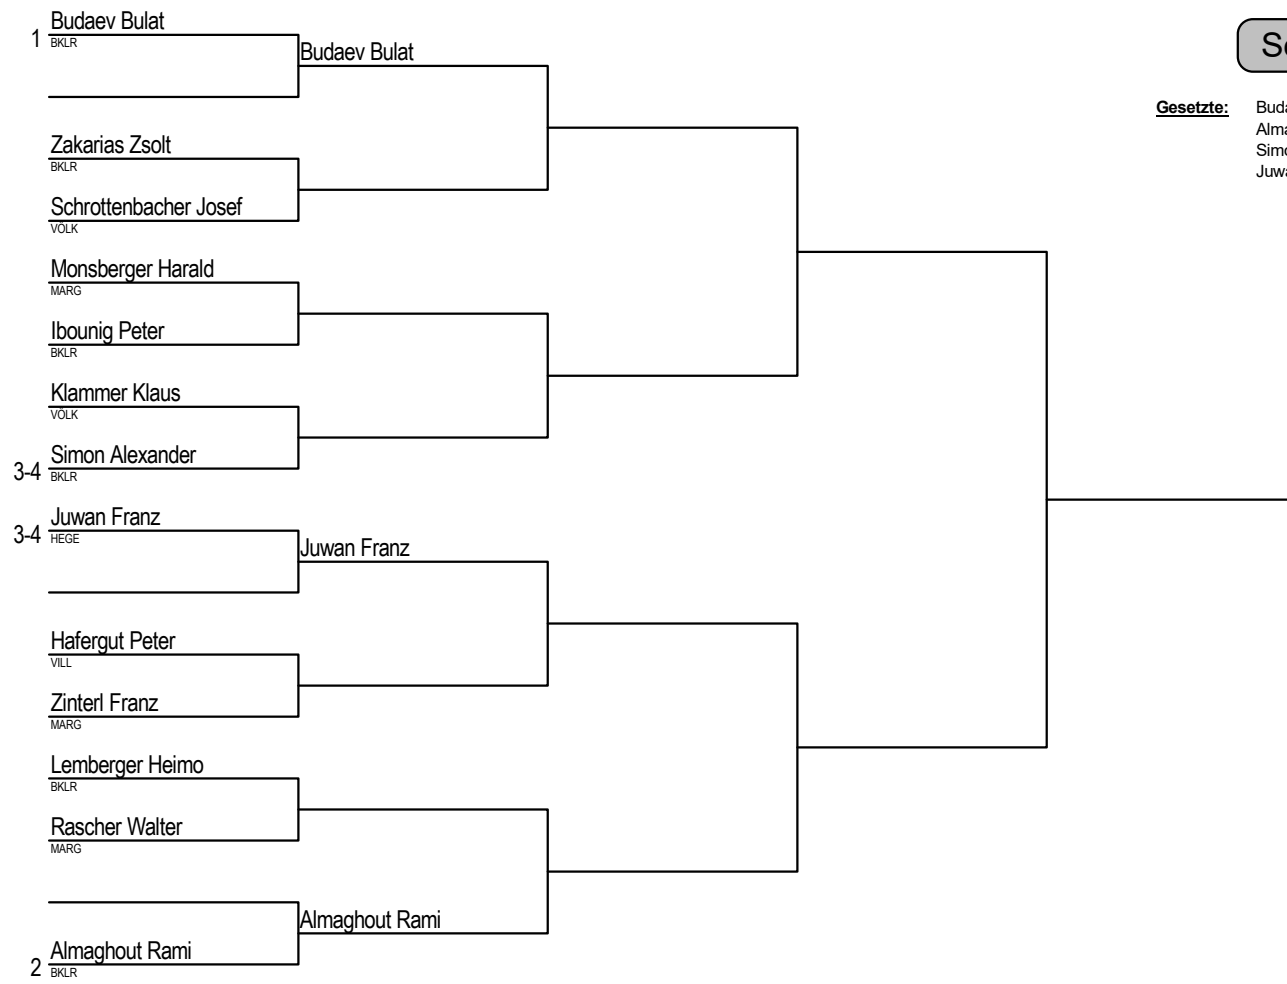 Budaev Bulat
1
BKLR
Budaev Bulat
Gesetzte:
Zakarias Zsolt
BKLR
Schrottenbacher Josef
VÖLK
Monsberger Harald
MARG
Ibounig Peter
BKLR
Klammer Klaus
VÖLK
Simon Alexander
3-4
BKLR
Juwan Franz
3-4
HEGE
Juwan Franz
Hafergut Peter
VILL
Zinterl Franz
MARG
Lemberger Heimo
BKLR
Rascher Walter
MARG
Almaghout Rami
Almaghout Rami
2
BKLR